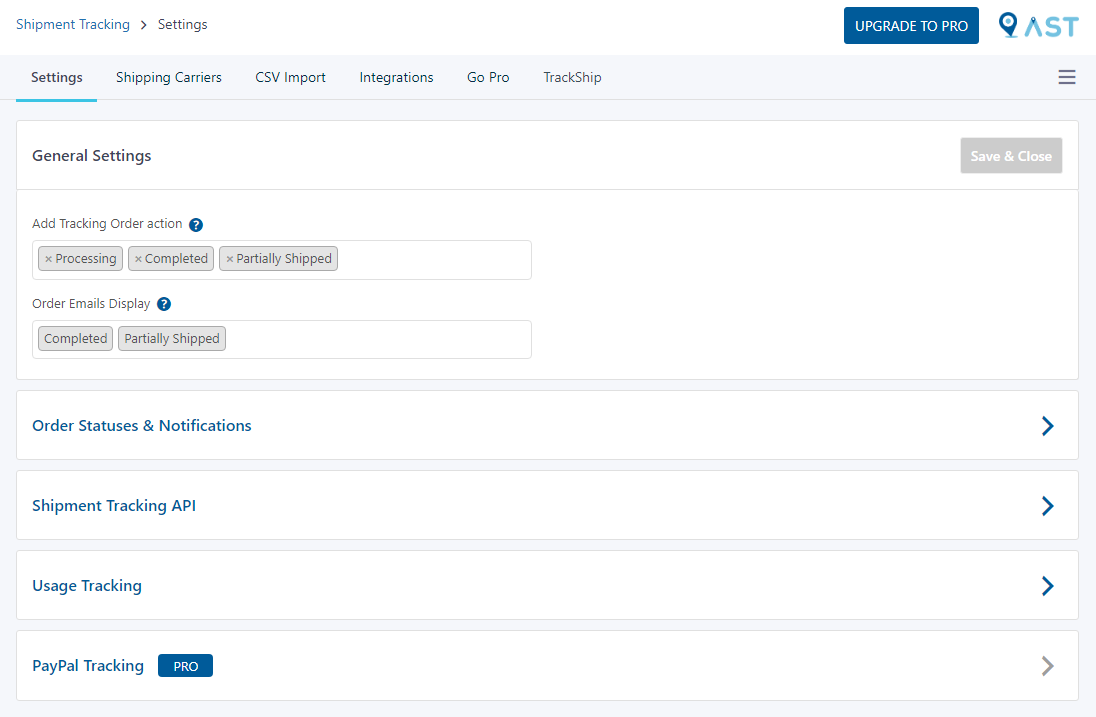 Shipment Tracking > Settings
UPGRADE TO PRO
AST
Settings
Shipping Carriers
CSV Import
Integrations
Go Pro
TrackShip
General Settings
Save & Close
Add Tracking Order action ?
× Processing × Completed × Partially Shipped
Order Emails Display ?
Completed Partially Shipped
Order Statuses & Notifications
Shipment Tracking API
Usage Tracking
PayPal Tracking PRO